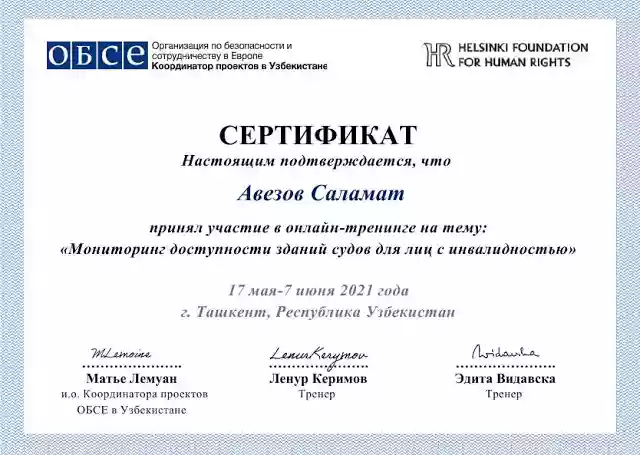 ОБСЕ
Организация по безопасности и
сотрудничеству в Европе
Координатор проектов в Узбекистане
HR HELSINKI FOUNDATION
FOR HUMAN RIGHTS
СЕРТИФИКАТ
Настоящим подтверждается, что
Авезов Саламат
принял участие в онлайн-тренинге на тему:
«Мониторинг доступности зданий судов для лиц с инвалидностью»
17 мая-7 июня 2021 года
г. Ташкент, Республика Узбекистан
MLemoine LenurKerymov Widawska
Матье Лемуан Ленур Керимов Эдита Видавска
и.о. Координатора проектов Тренер Тренер
ОБСЕ в Узбекистане